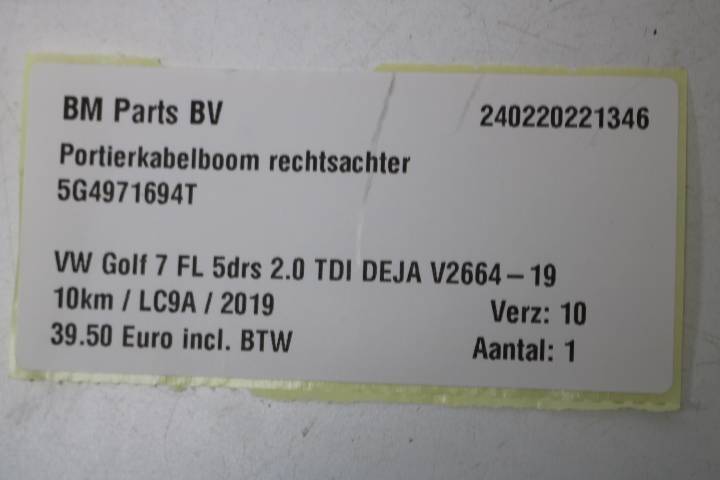 BM Parts BV 240220221346
Portierkabelboom rechtsachter
5G4971694T
VW Golf 7 FL 5drs 2.0 TDI DEJA V2664 – 19
10km / LC9A / 2019 Verz: 10
39.50 Euro incl. BTW Aantal: 1